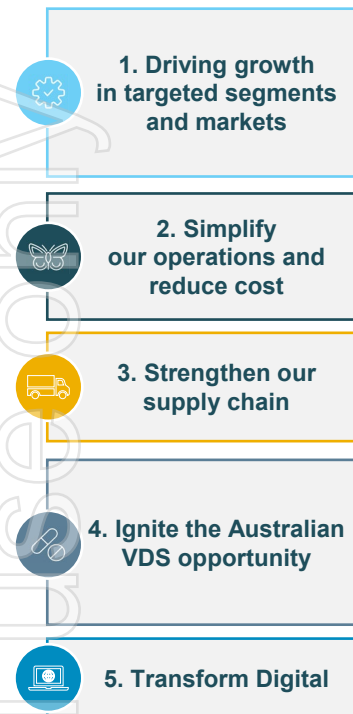 1. Driving growth
in targeted segments
and markets
2. Simplify
our operations and
reduce cost
3. Strengthen our
supply chain
4. Ignite the Australian
VDS opportunity
5. Transform Digital